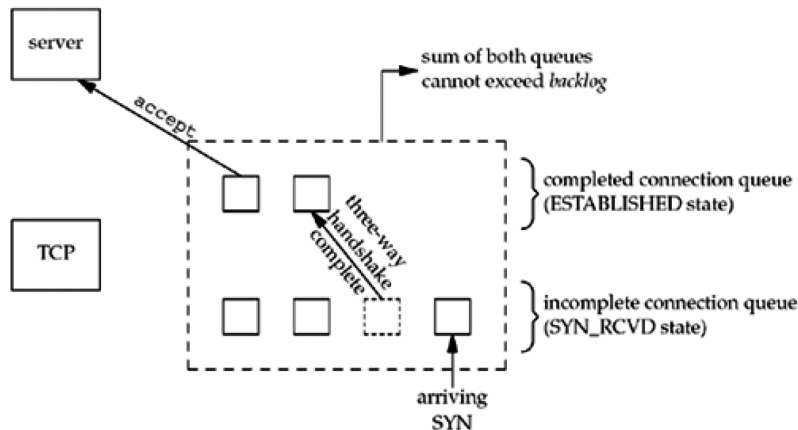 server
sum of both queues
cannot exceed backlog
accept
completed connection queue
(ESTABLISHED state)
three-way
handshake
complete
TCP
incomplete connection queue
(SYN_RCVD state)
arriving
SYN